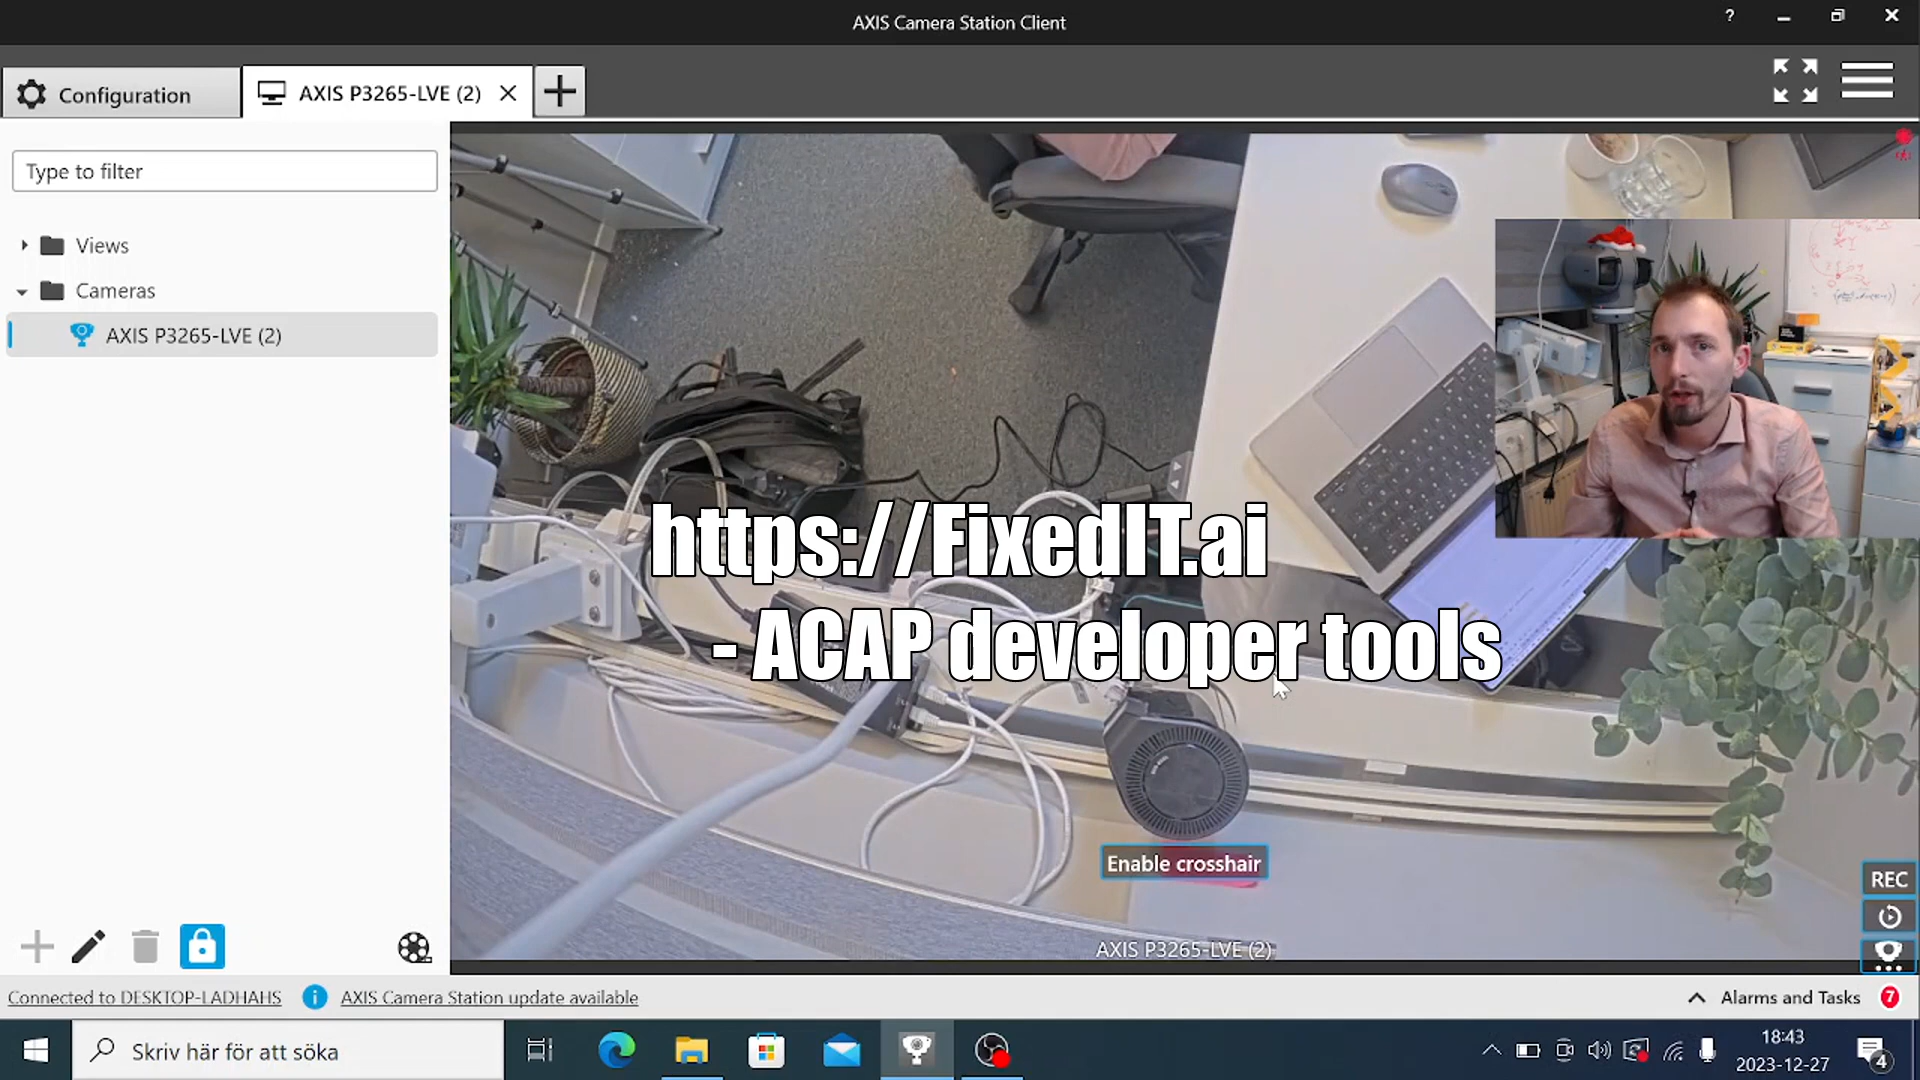 AXIS Camera Station Client
?
Configuration
AXIS P3265-LVE (2)
Type to filter
Views
Cameras
AXIS P3265-LVE (2)
https://FixedIT.ai
- ACAP developer tools
Enable crosshair
AXIS P3265-LVE (2)
REC
Connected to DESKTOP-LADHAHS
AXIS Camera Station update available
Alarms and Tasks
7
Skriv här för att söka
18:43
2023-12-27
4